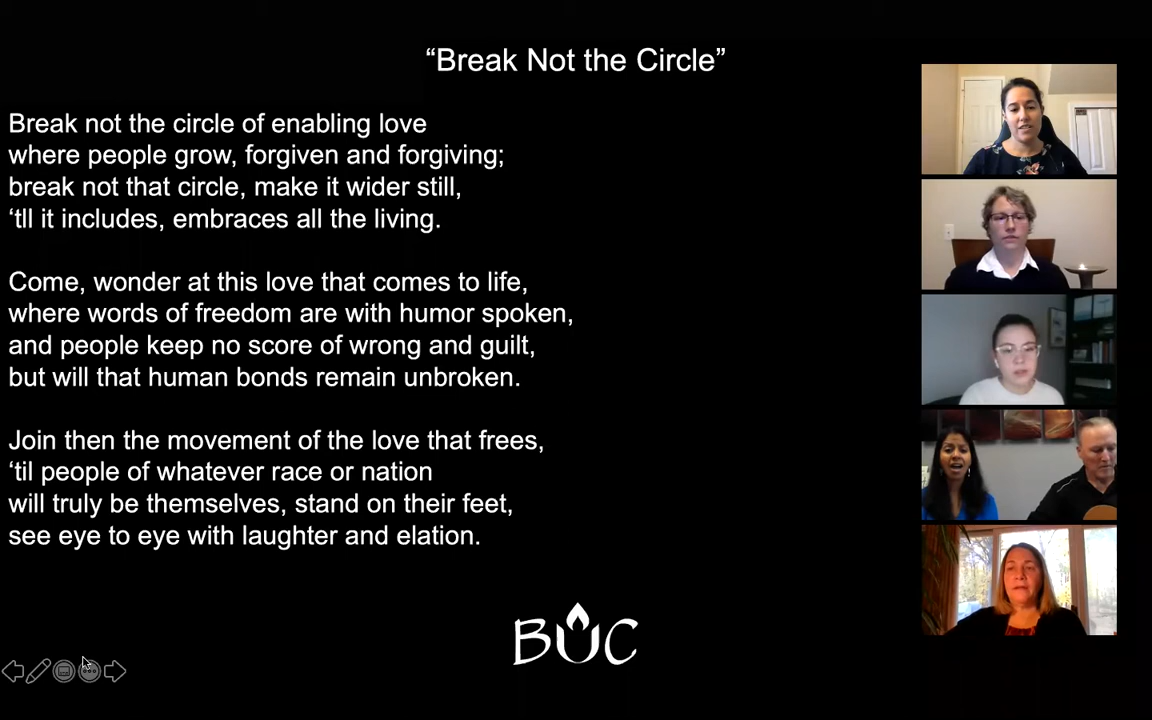 “Break Not the Circle”
Break not the circle of enabling love
where people grow, forgiven and forgiving;
break not that circle, make it wider still,
‘tll it includes, embraces all the living.
Come, wonder at this love that comes to life,
where words of freedom are with humor spoken,
and people keep no score of wrong and guilt,
but will that human bonds remain unbroken.
Join then the movement of the love that frees,
‘til people of whatever race or nation
will truly be themselves, stand on their feet,
see eye to eye with laughter and elation.
BUC